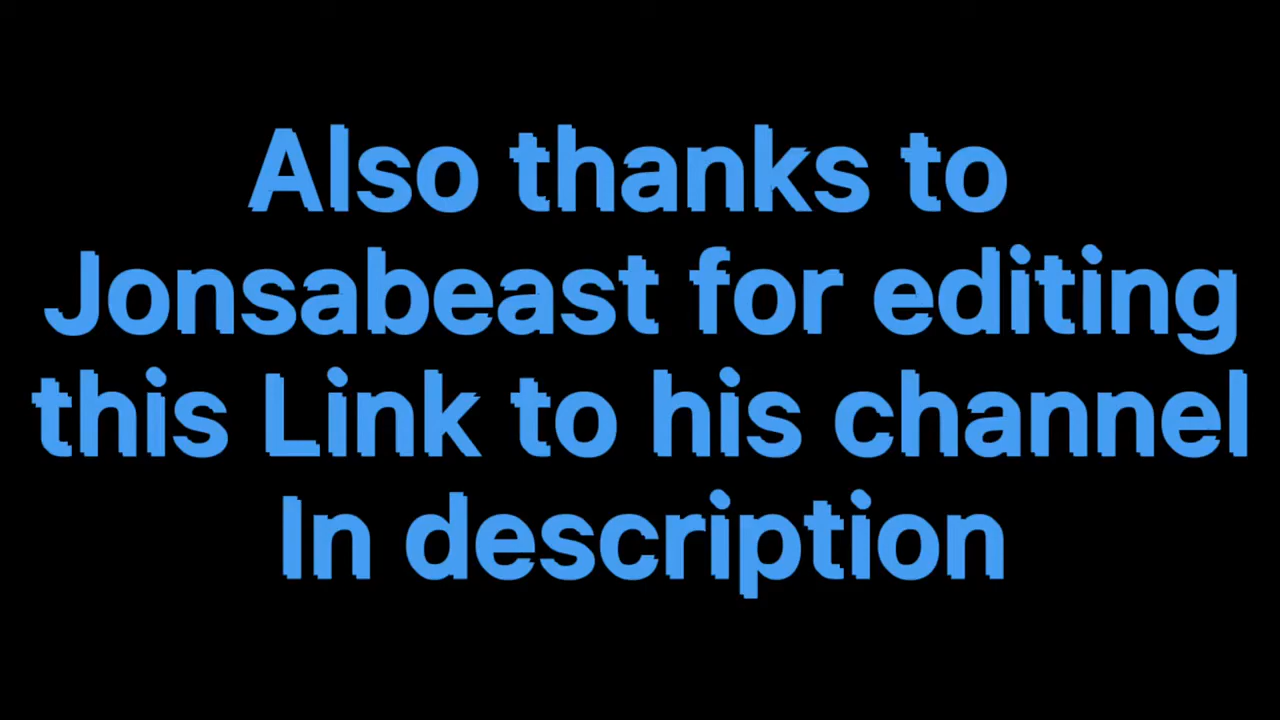 Also thanks to
Jonsabeast for editing
this Link to his channel
In description